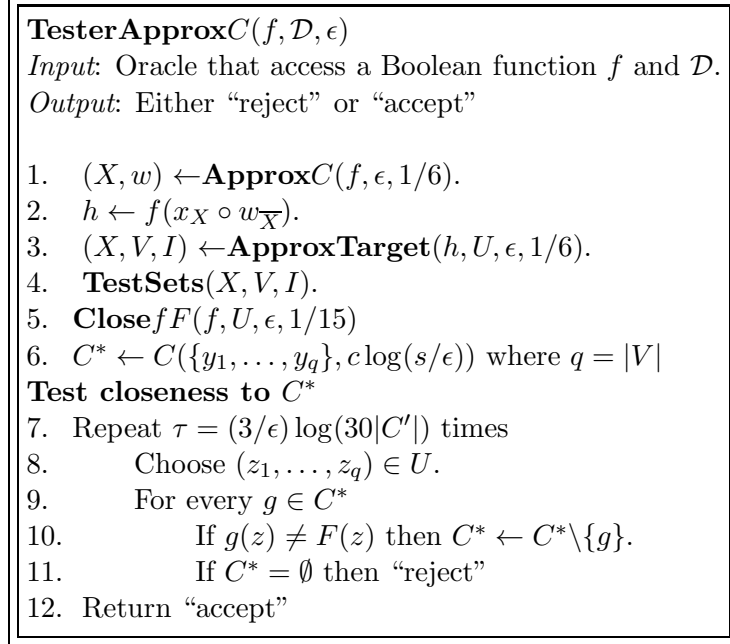 TesterApproxC(f, 𝒟, ϵ)
Input: Oracle that access a Boolean function f and 𝒟.
Output: Either “reject” or “accept”
1. (X, w) ←ApproxC(f, ϵ, 1/6).
2. h ← f(x_X ∘ w_{\overline{X}}).
3. (X, V, I) ←ApproxTarget(h, U, ϵ, 1/6).
4. TestSets(X, V, I).
5. ClosefF(f, U, ϵ, 1/15)
6. C* ← C({y_1, . . . , y_q}, c log(s/ϵ)) where q = |V|
Test closeness to C*
7. Repeat τ = (3/ϵ) log(30|C′|) times
8. Choose (z_1, . . . , z_q) ∈ U.
9. For every g ∈ C*
10. If g(z) ≠ F(z) then C* ← C*\{g}.
11. If C* = ∅ then “reject”
12. Return “accept”